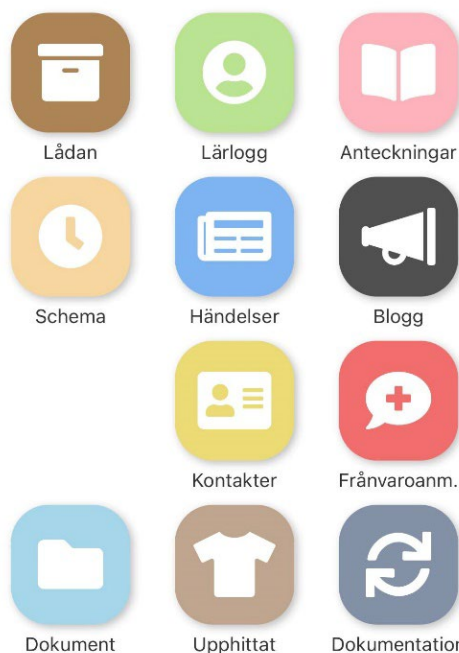 Lådan
Lärlogg
Anteckningar
Schema
Händelser
Blogg
Kontakter
Frånvaroanm.
Dokument
Upphittat
Dokumentation